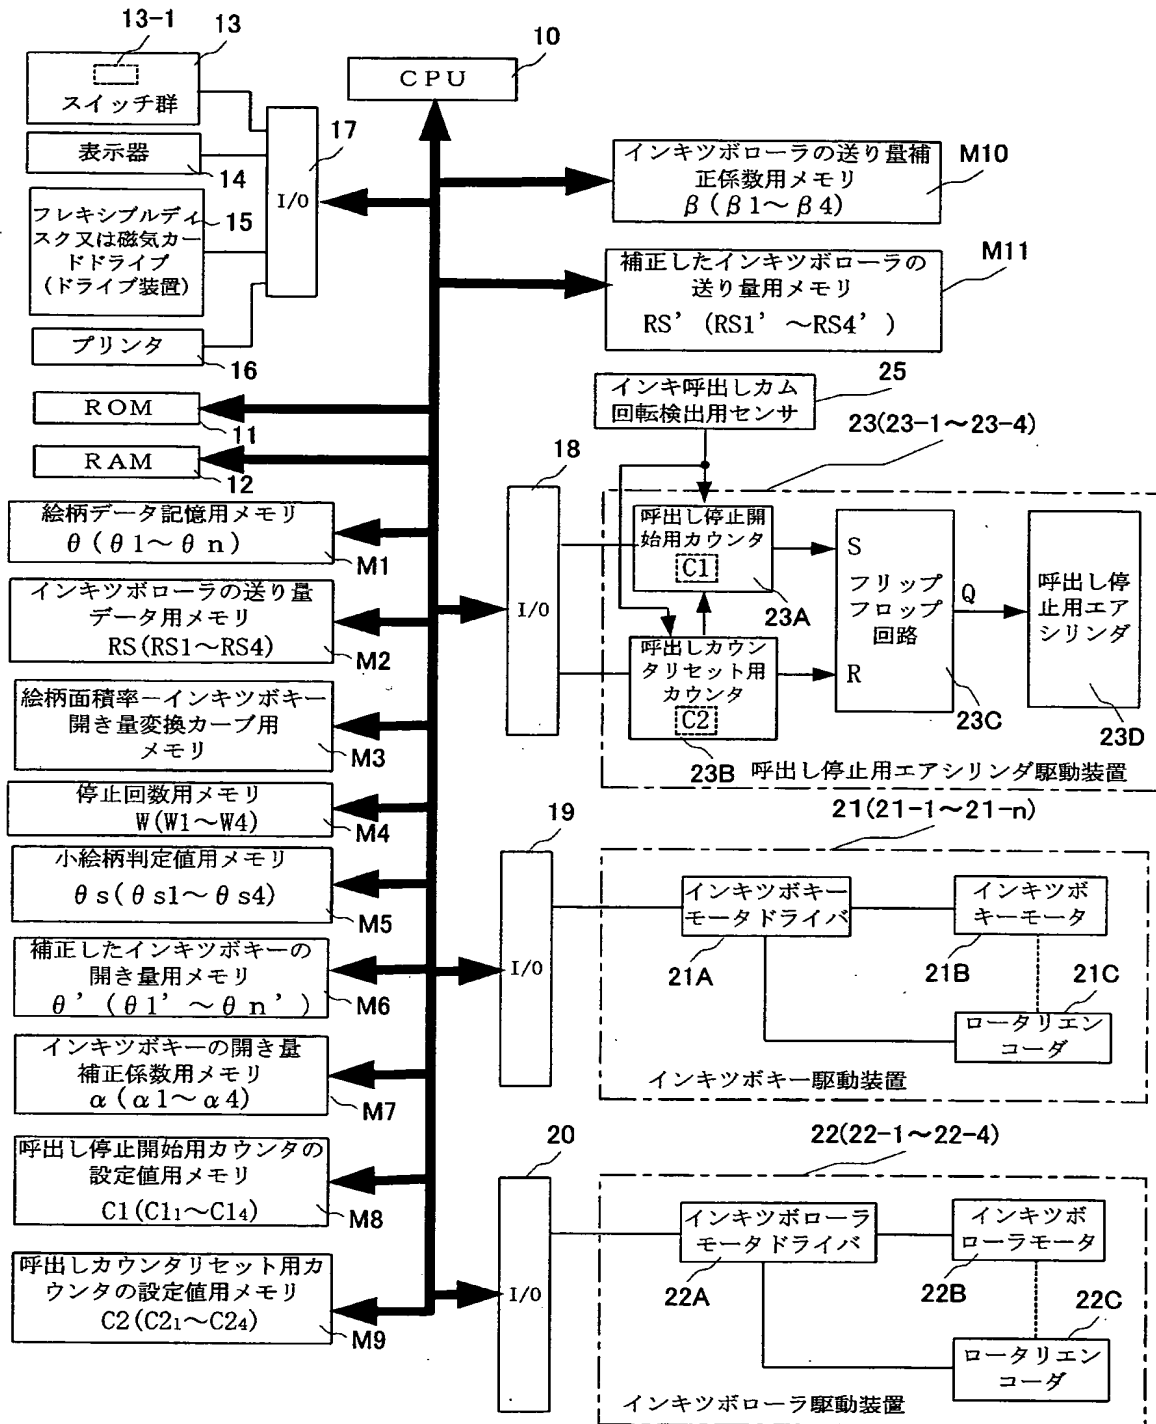 13-1
13
スイッチ群
10
CPU
17
I/O
表示器
14
フレキシブルディ
スク又は磁気カー
ドドライブ
(ドライブ装置)
15
プリンタ
16
ROM
11
RAM
12
インキツボローラの送り量補
正係数用メモリ
β(β1~β4)
M10
補正したインキツボローラの
送り量用メモリ
RS'(RS1'~RS4')
M11
絵柄データ記憶用メモリ
θ(θ1~θn)
M1
インキツボローラの送り量
データ用メモリ
RS(RS1~RS4)
M2
絵柄面積率-インキツボキー
開き量変換カーブ用
メモリ
M3
停止回数用メモリ
W(W1~W4)
M4
小絵柄判定値用メモリ
θs(θs1~θs4)
M5
補正したインキツボキーの
開き量用メモリ
θ'(θ1'~θn')
M6
インキツボキーの開き量
補正係数用メモリ
α(α1~α4)
M7
呼出し停止開始用カウンタの
設定値用メモリ
C1(C1₁~C1₄)
M8
呼出しカウンタリセット用カ
ウンタの設定値用メモリ
C2(C2₁~C2₄)
M9
インキ呼出しカム
回転検出用センサ
25
23(23-1~23-4)
18
I/O
呼出し停止開
始用カウンタ
C1
23A
呼出しカウン
タリセット用
カウンタ
C2
23B
S
フリップ
フロップ
回路
R
Q
23C
呼出し停
止用エア
シリンダ
23D
呼出し停止用エアシリンダ駆動装置
21(21-1~21-n)
19
I/O
インキツボキー
モータドライバ
21A
インキツボ
キーモータ
21B
21C
ロータリエン
コーダ
インキツボキー駆動装置
22(22-1~22-4)
20
I/O
インキツボローラ
モータドライバ
22A
インキツボ
ローラモータ
22B
22C
ロータリエン
コーダ
インキツボローラ駆動装置